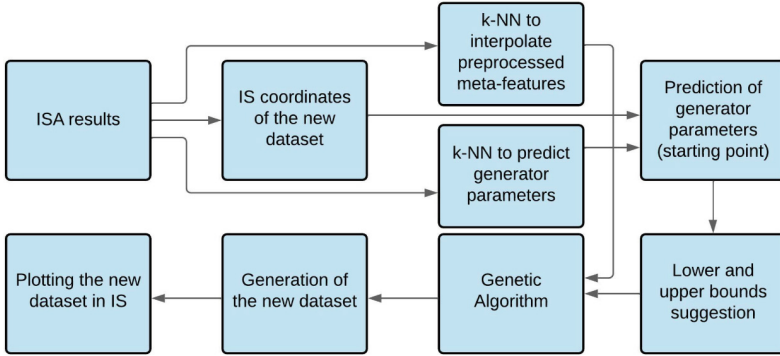 k-NN to
interpolate
preprocessed
meta-features
ISA results
IS coordinates
of the new
dataset
Prediction of
generator
parameters
(starting point)
k-NN to predict
generator
parameters
Plotting the new
dataset in IS
Generation of
the new dataset
Genetic
Algorithm
Lower and
upper bounds
suggestion